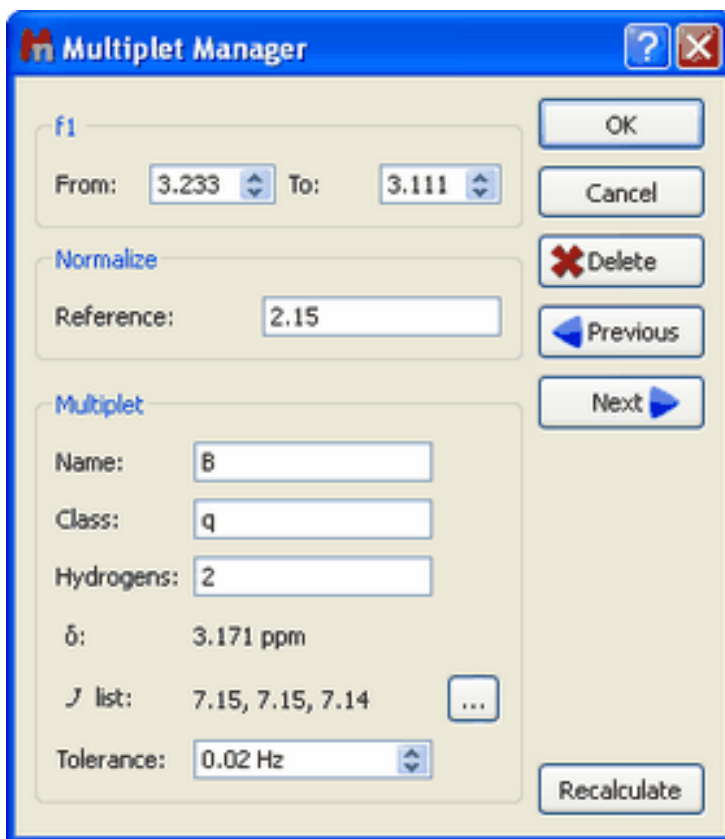 Multiplet Manager
f1
From: 3.233 To: 3.111
Normalize
Reference: 2.15
Multiplet
Name: B
Class: q
Hydrogens: 2
δ: 3.171 ppm
J list: 7.15, 7.15, 7.14 ...
Tolerance: 0.02 Hz
OK
Cancel
Delete
Previous
Next
Recalculate